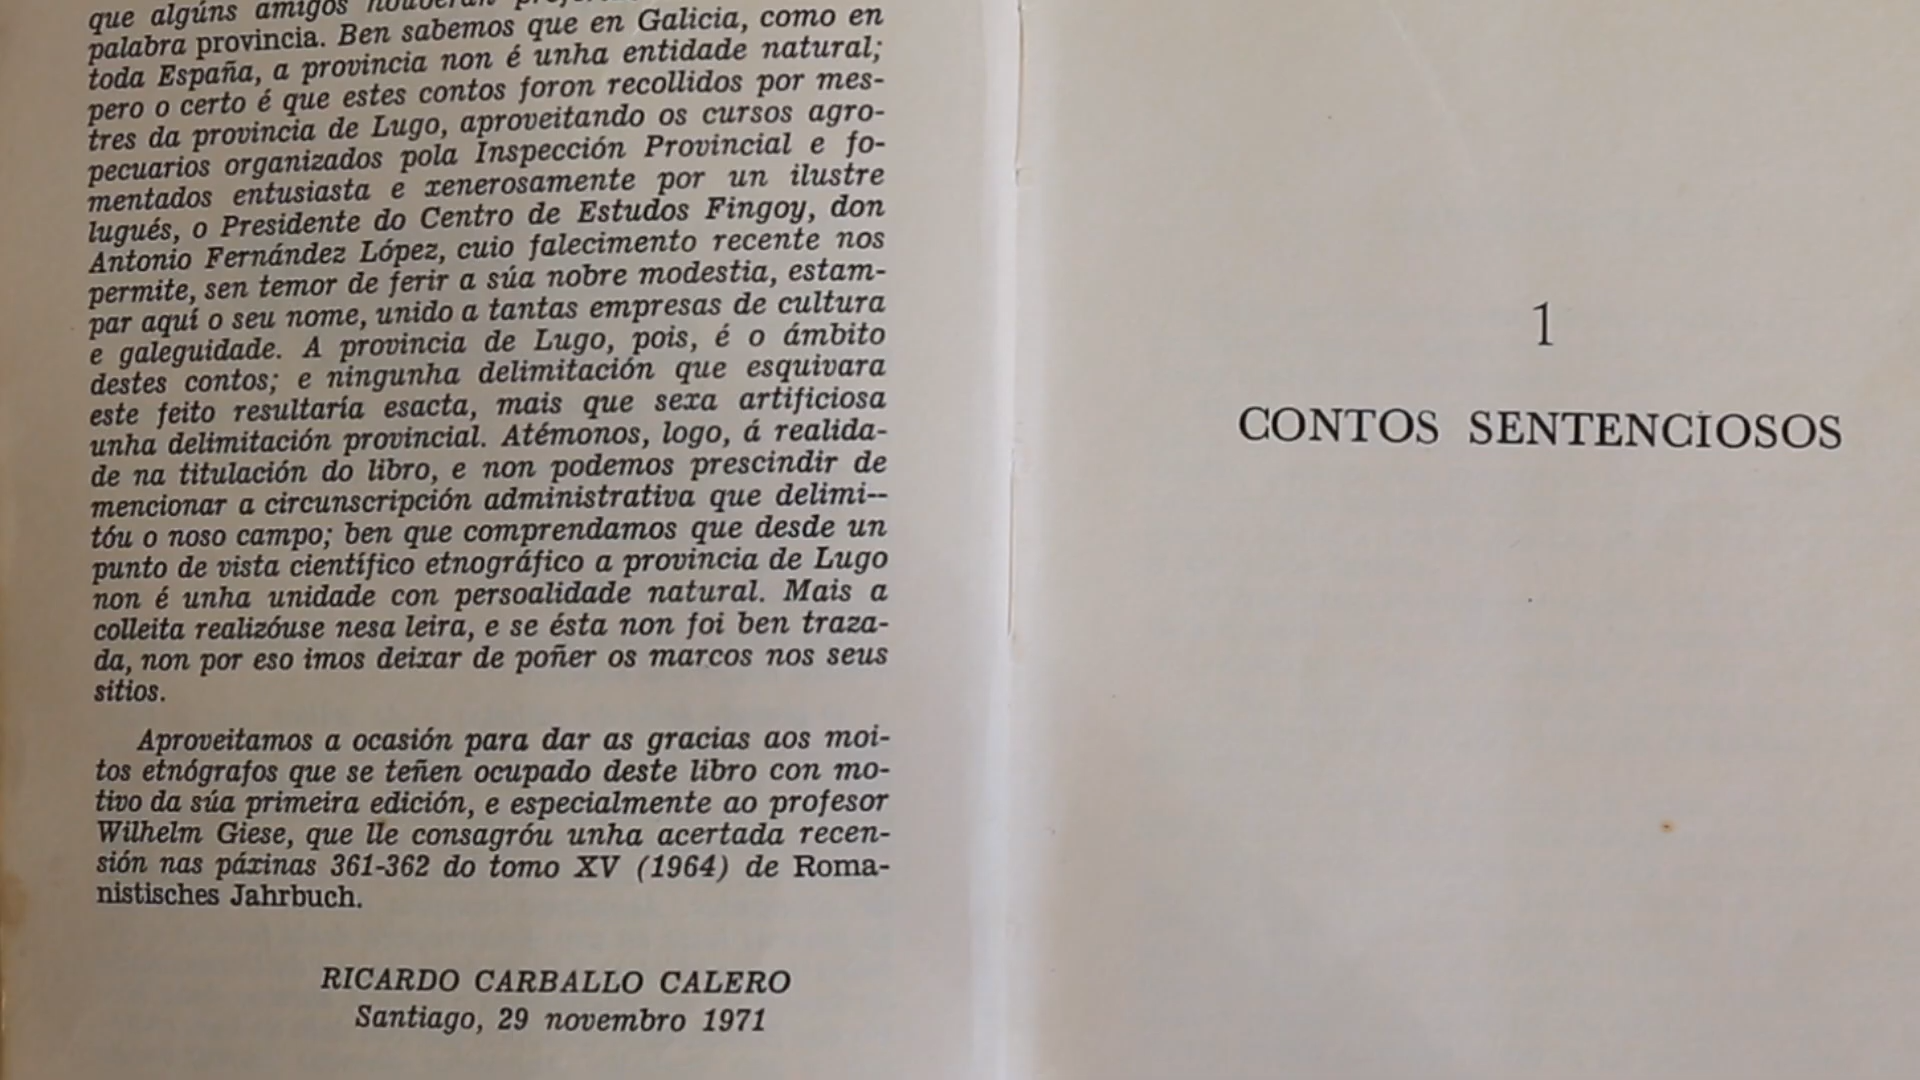 que algúns amigos
palabra provincia. Ben sabemos que en Galicia, como en
toda España, a provincia non é unha entidade natural;
pero o certo é que estes contos foron recollidos por mes-
tres da provincia de Lugo, aproveitando os cursos agro-
pecuarios organizados pola Inspección Provincial e fo-
mentados entusiasta e xenerosamente por un ilustre
lugués, o Presidente do Centro de Estudos Fingoy, don
Antonio Fernández López, cuio falecimento recente nos
permite, sen temor de ferir a súa nobre modestia, estam-
par aquí o seu nome, unido a tantas empresas de cultura
e galeguidade. A provincia de Lugo, pois, é o ámbito
destes contos; e ningunha delimitación que esquivara
este feito resultaría esacta, mais que sexa artificiosa
unha delimitación provincial. Atémonos, logo, á realida-
de na titulación do libro, e non podemos prescindir de
mencionar a circunscripción administrativa que delimi--
tóu o noso campo; ben que comprendamos que desde un
punto de vista científico etnográfico a provincia de Lugo
non é unha unidade con persoalidade natural. Mais a
colleita realizóuse nesa leira, e se ésta non foi ben traza-
da, non por eso imos deixar de poñer os marcos nos seus
sitios.
Aproveitamos a ocasión para dar as gracias aos moi-
tos etnógrafos que se teñen ocupado deste libro con mo-
tivo da súa primeira edición, e especialmente ao profesor
Wilhelm Giese, que lle consagróu unha acertada recen-
sión nas páxinas 361-362 do tomo XV (1964) de Roma-
nistisches Jahrbuch.
RICARDO CARBALLO CALERO
Santiago, 29 novembro 1971
1
CONTOS SENTENCIOSOS